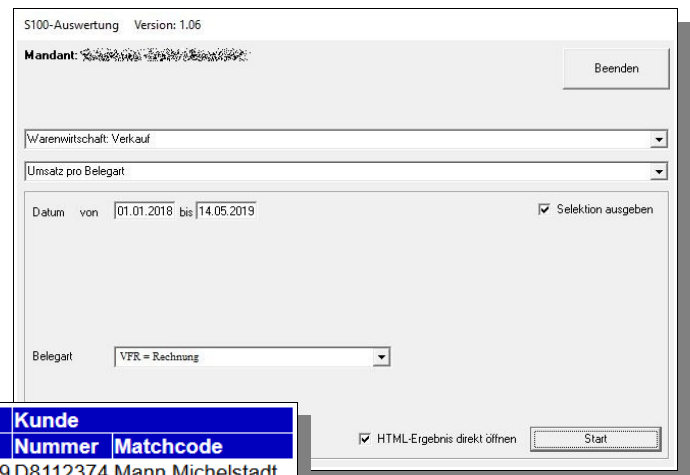 S100-Auswertung Version: 1.06
Mandant:
Beenden
Warenwirtschaft: Verkauf
Umsatz pro Belegart
Datum von 01.01.2018 bis 14.05.2019
Selektion ausgeben
Belegart VFR = Rechnung
HTML-Ergebnis direkt öffnen Start
Kunde
Nummer Matchcode
9 D8112374 Mann Michelstadt